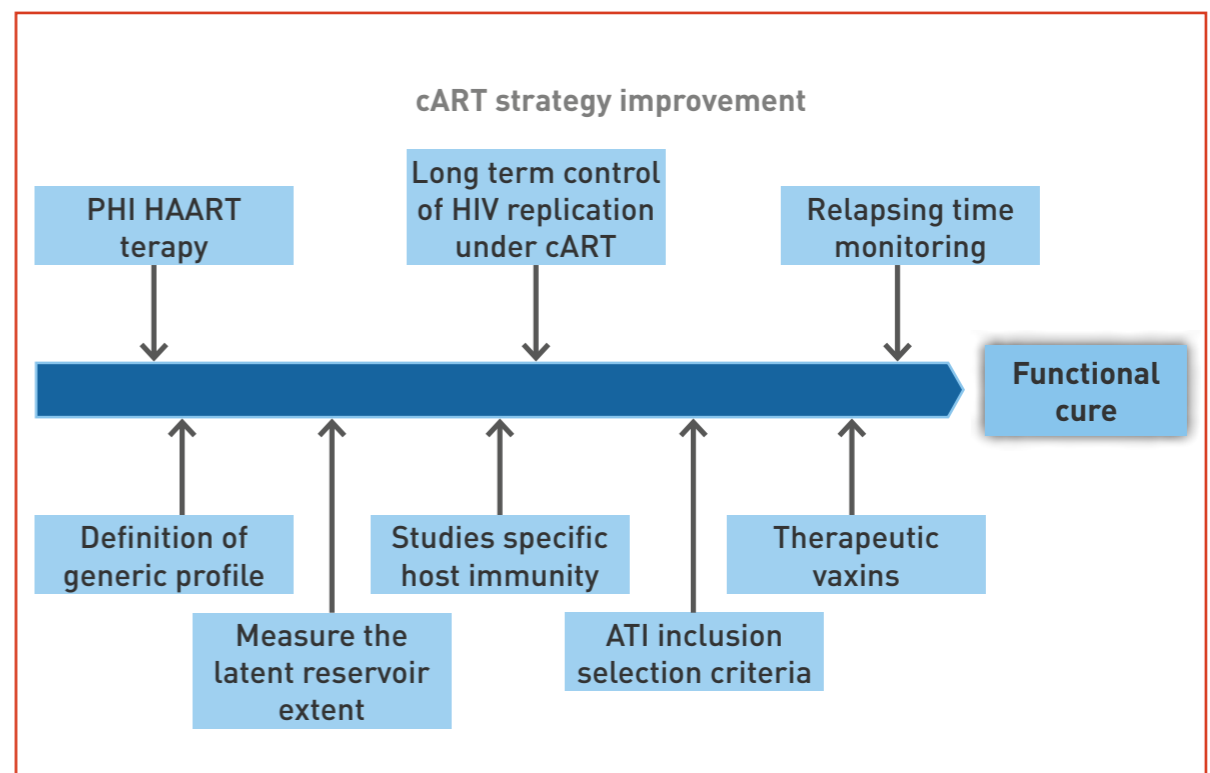 cART strategy improvement
PHI HAART
terapy
Long term control
of HIV replication
under cART
Relapsing time
monitoring
Functional
cure
Definition of
generic profile
Measure the
latent reservoir
extent
Studies specific
host immunity
ATI inclusion
selection criteria
Therapeutic
vaxins